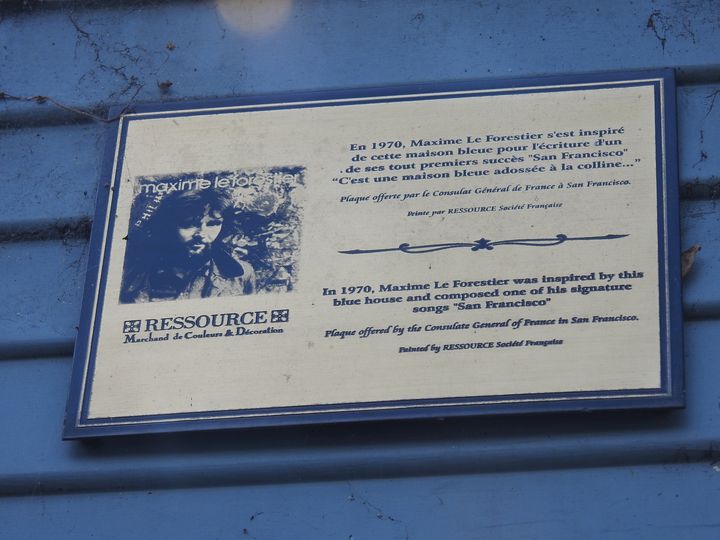 maxime leforestier
RESSOURCE
Marchand de Couleurs & Décoration
En 1970, Maxime Le Forestier s'est inspiré
de cette maison bleue pour l'écriture d'un
de ses tout premiers succès "San Francisco"
"C'est une maison bleue adossée à la colline..."
Plaque offerte par le Consulat Général de France à San Francisco.
Peinte par RESSOURCE Société Française
In 1970, Maxime Le Forestier was inspired by this
blue house and composed one of his signature
songs "San Francisco"
Plaque offered by the Consulate General of France in San Francisco.
Painted by RESSOURCE Société Française